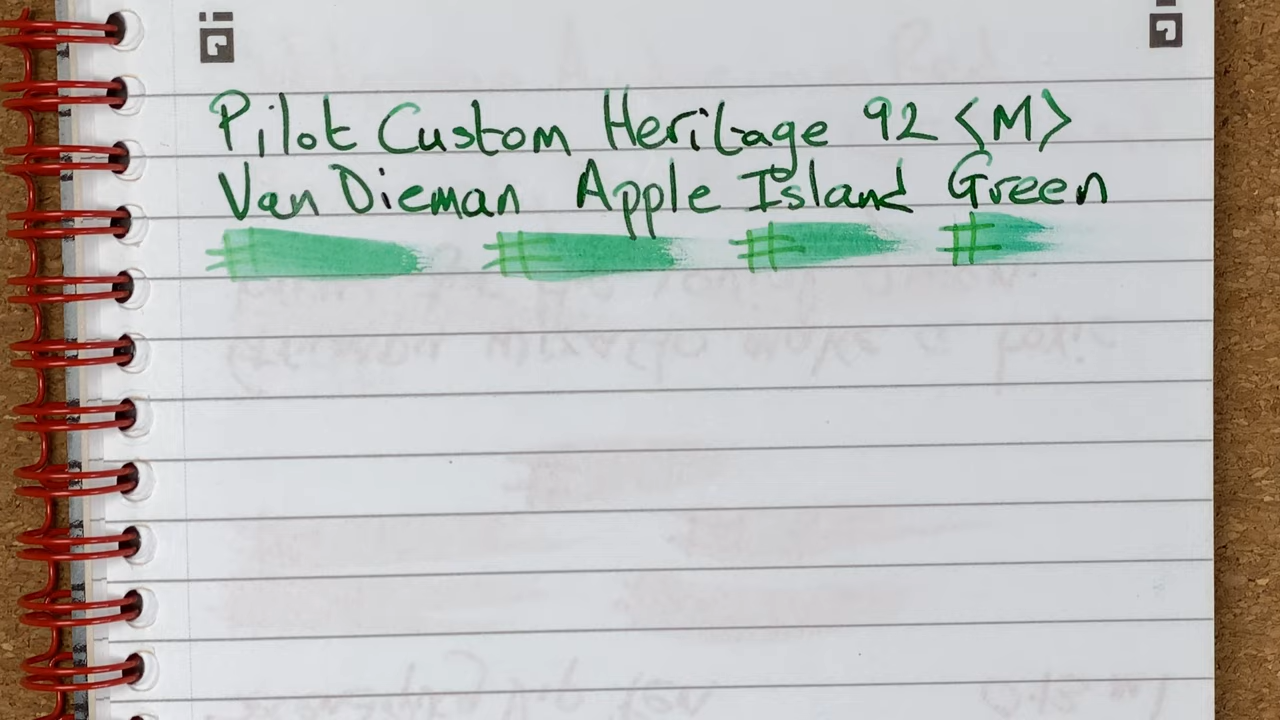 Pilot Custom Heritage 92 <M>
Van Dieman Apple Island Green